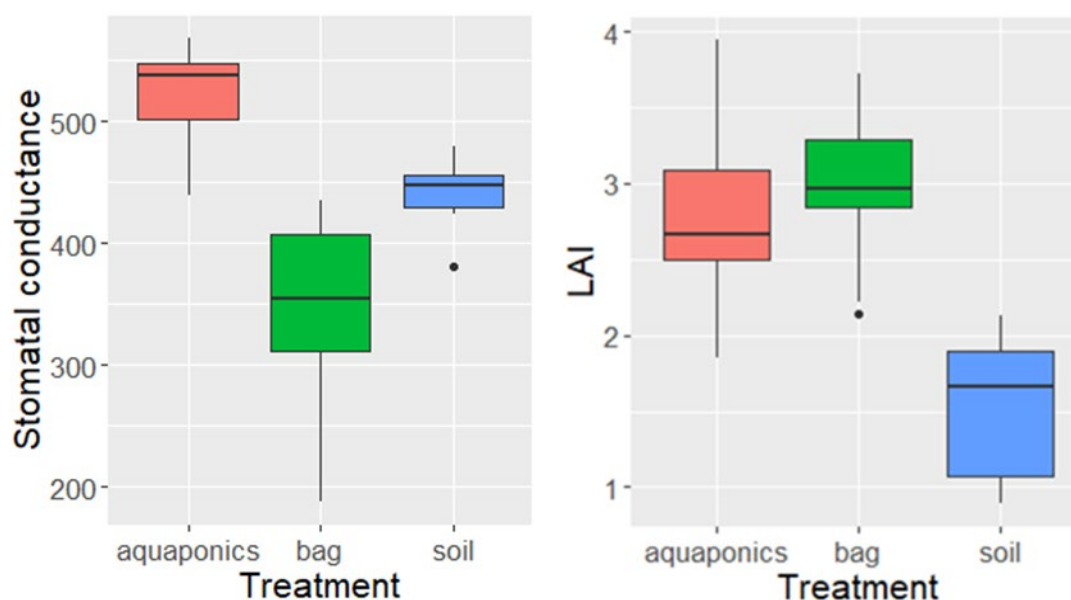 Stomatal conductance
500
400
300
200
aquaponics bag soil
Treatment
LAI
4
3
2
1
aquaponics bag soil
Treatment